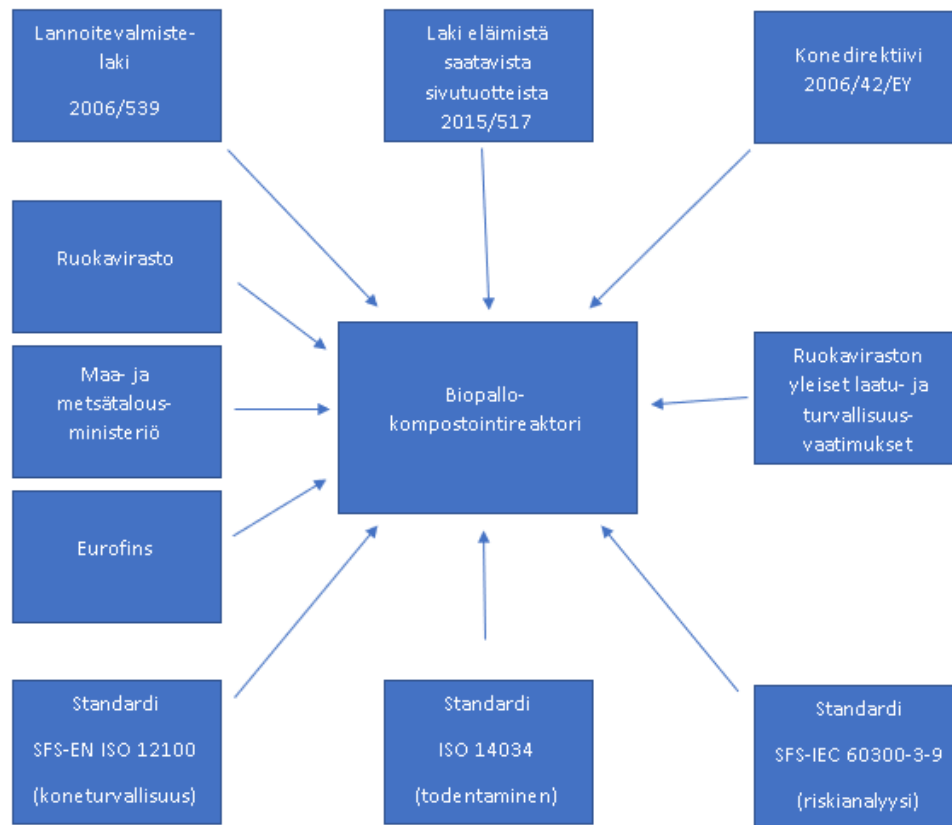 Lannoitevalmiste-
laki
2006/539
Laki eläimistä
saatavista
sivutuotteista
2015/517
Konedirektiivi
2006/42/EY
Ruokavirasto
Maa- ja
metsätalous-
ministeriö
Eurofins
Biopallo-
kompostointireaktori
Ruokaviraston
yleiset laatu- ja
turvallisuus-
vaatimukset
Standardi
SFS-EN ISO 12100
(koneturvallisuus)
Standardi
ISO 14034
(todentaminen)
Standardi
SFS-IEC 60300-3-9
(riskianalyysi)